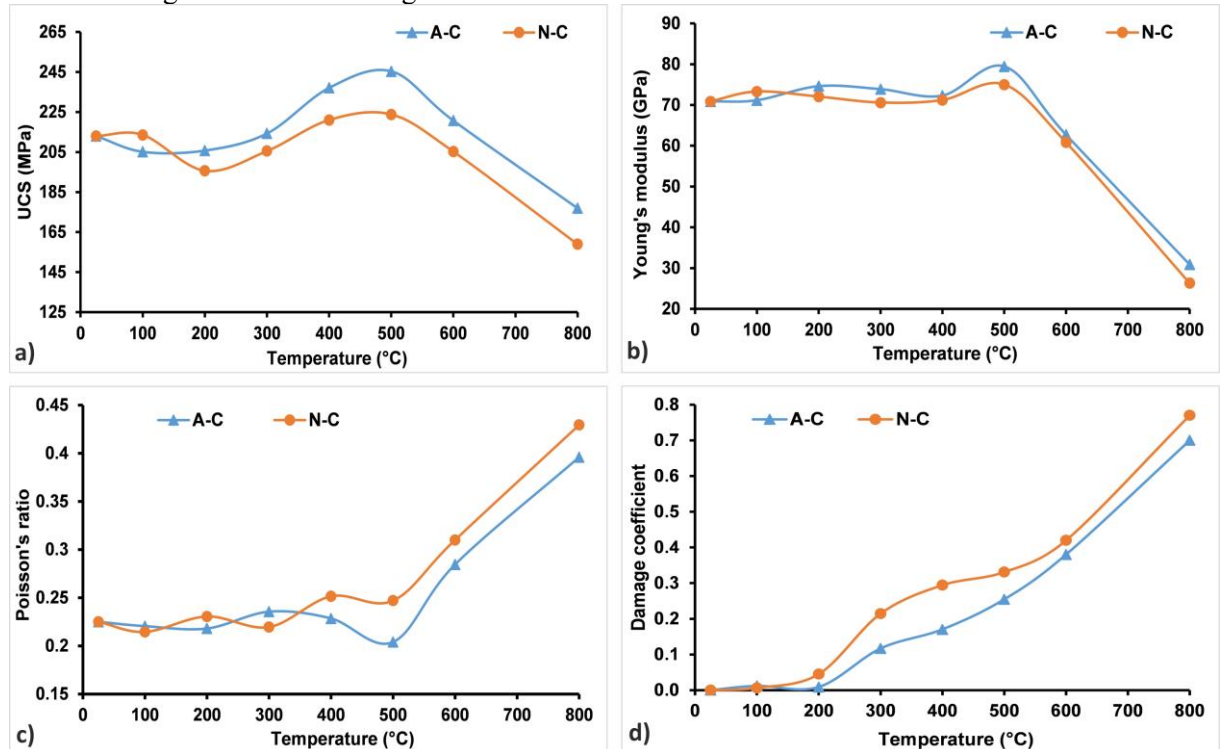 265
245
225
205
185
165
145
125
UCS (MPa)
A-C
N-C
0 100 200 300 400 500 600 700 800
Temperature (°C)
a)
90
80
70
60
50
40
30
20
Young's modulus (GPa)
A-C
N-C
0 100 200 300 400 500 600 700 800
Temperature (°C)
b)
0.45
0.4
0.35
0.3
0.25
0.2
0.15
Poisson's ratio
A-C
N-C
0 100 200 300 400 500 600 700 800
Temperature (°C)
c)
0.8
0.7
0.6
0.5
0.4
0.3
0.2
0.1
0.0
Damage coefficient
A-C
N-C
0 100 200 300 400 500 600 700 800
Temperature (°C)
d)